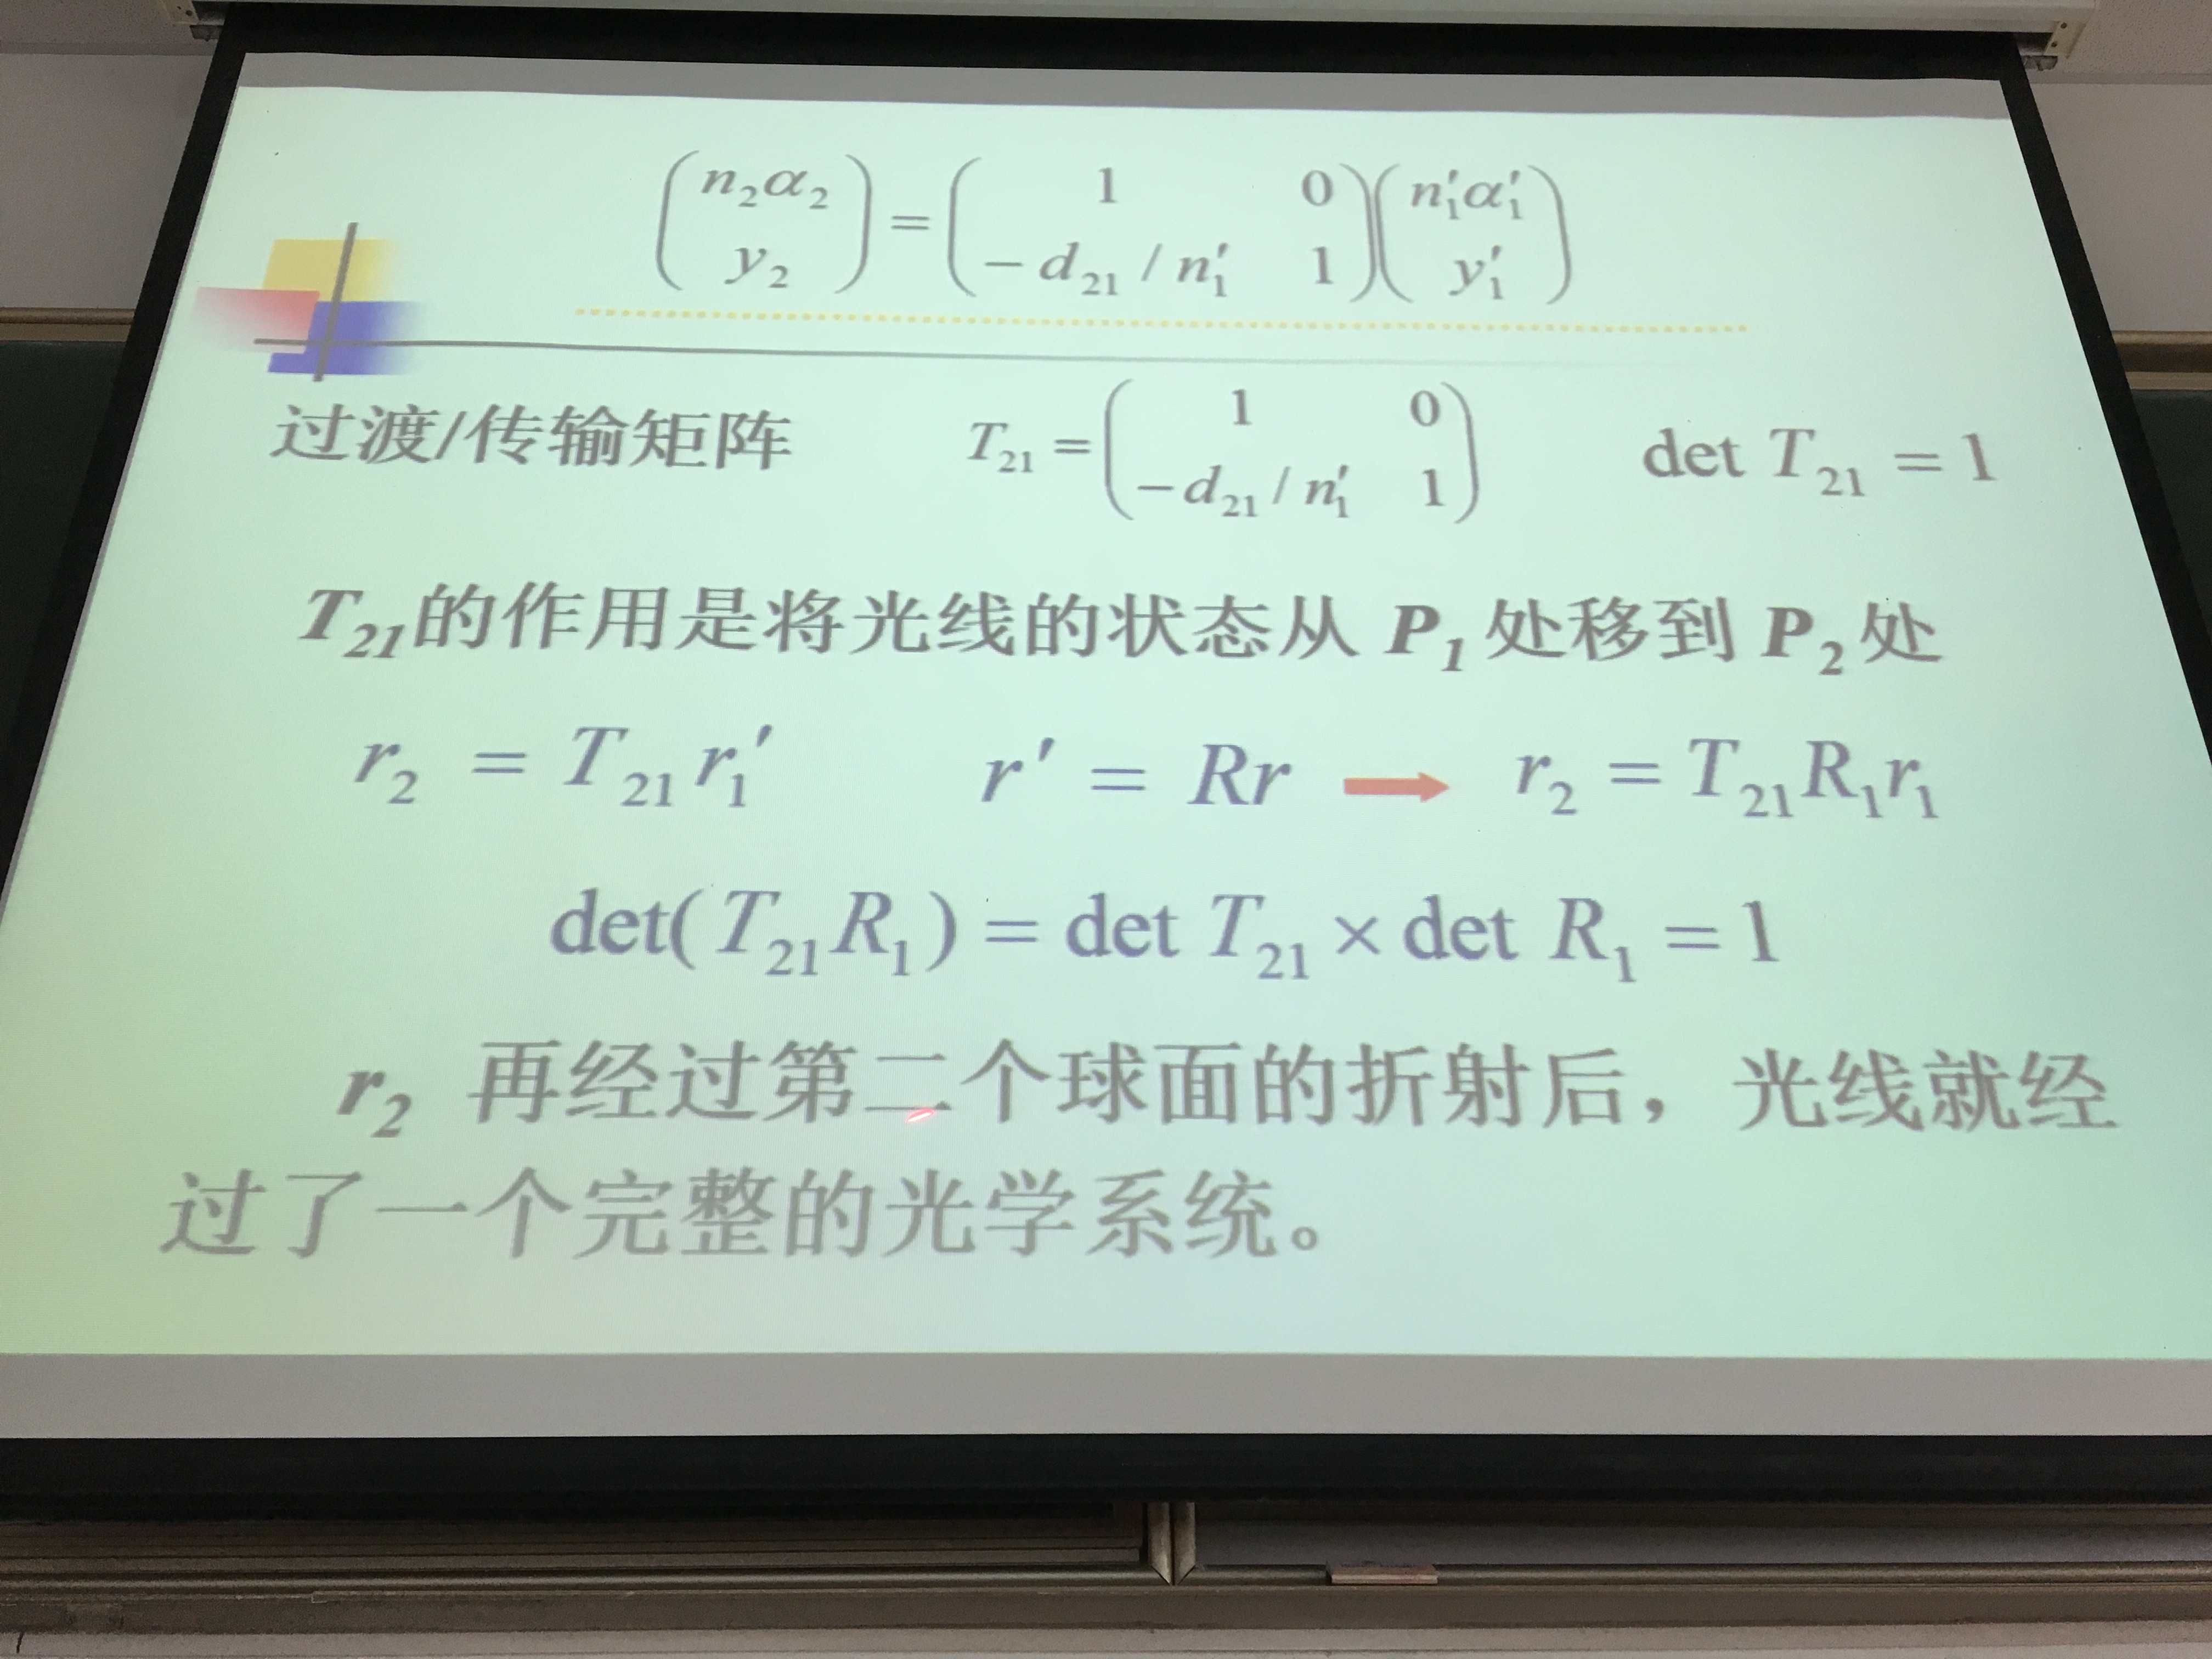 $$\begin{pmatrix} n_2\alpha_2 \\ y_2 \end{pmatrix} = \begin{pmatrix} 1 & 0 \\ -d_{21}/n_1' & 1 \end{pmatrix} \begin{pmatrix} n_1'\alpha_1' \\ y_1' \end{pmatrix}$$
过渡/传输矩阵 $T_{21} = \begin{pmatrix} 1 & 0 \\ -d_{21}/n_1' & 1 \end{pmatrix}$ $\det T_{21} = 1$
$T_{21}$的作用是将光线的状态从 $P_1$ 处移到 $P_2$ 处
$r_2 = T_{21} r_1'$ $r' = Rr$ → $r_2 = T_{21} R_1 r_1$
$\det(T_{21} R_1) = \det T_{21} \times \det R_1 = 1$
$r_2$ 再经过第二个球面的折射后，光线就经
过了一个完整的光学系统。